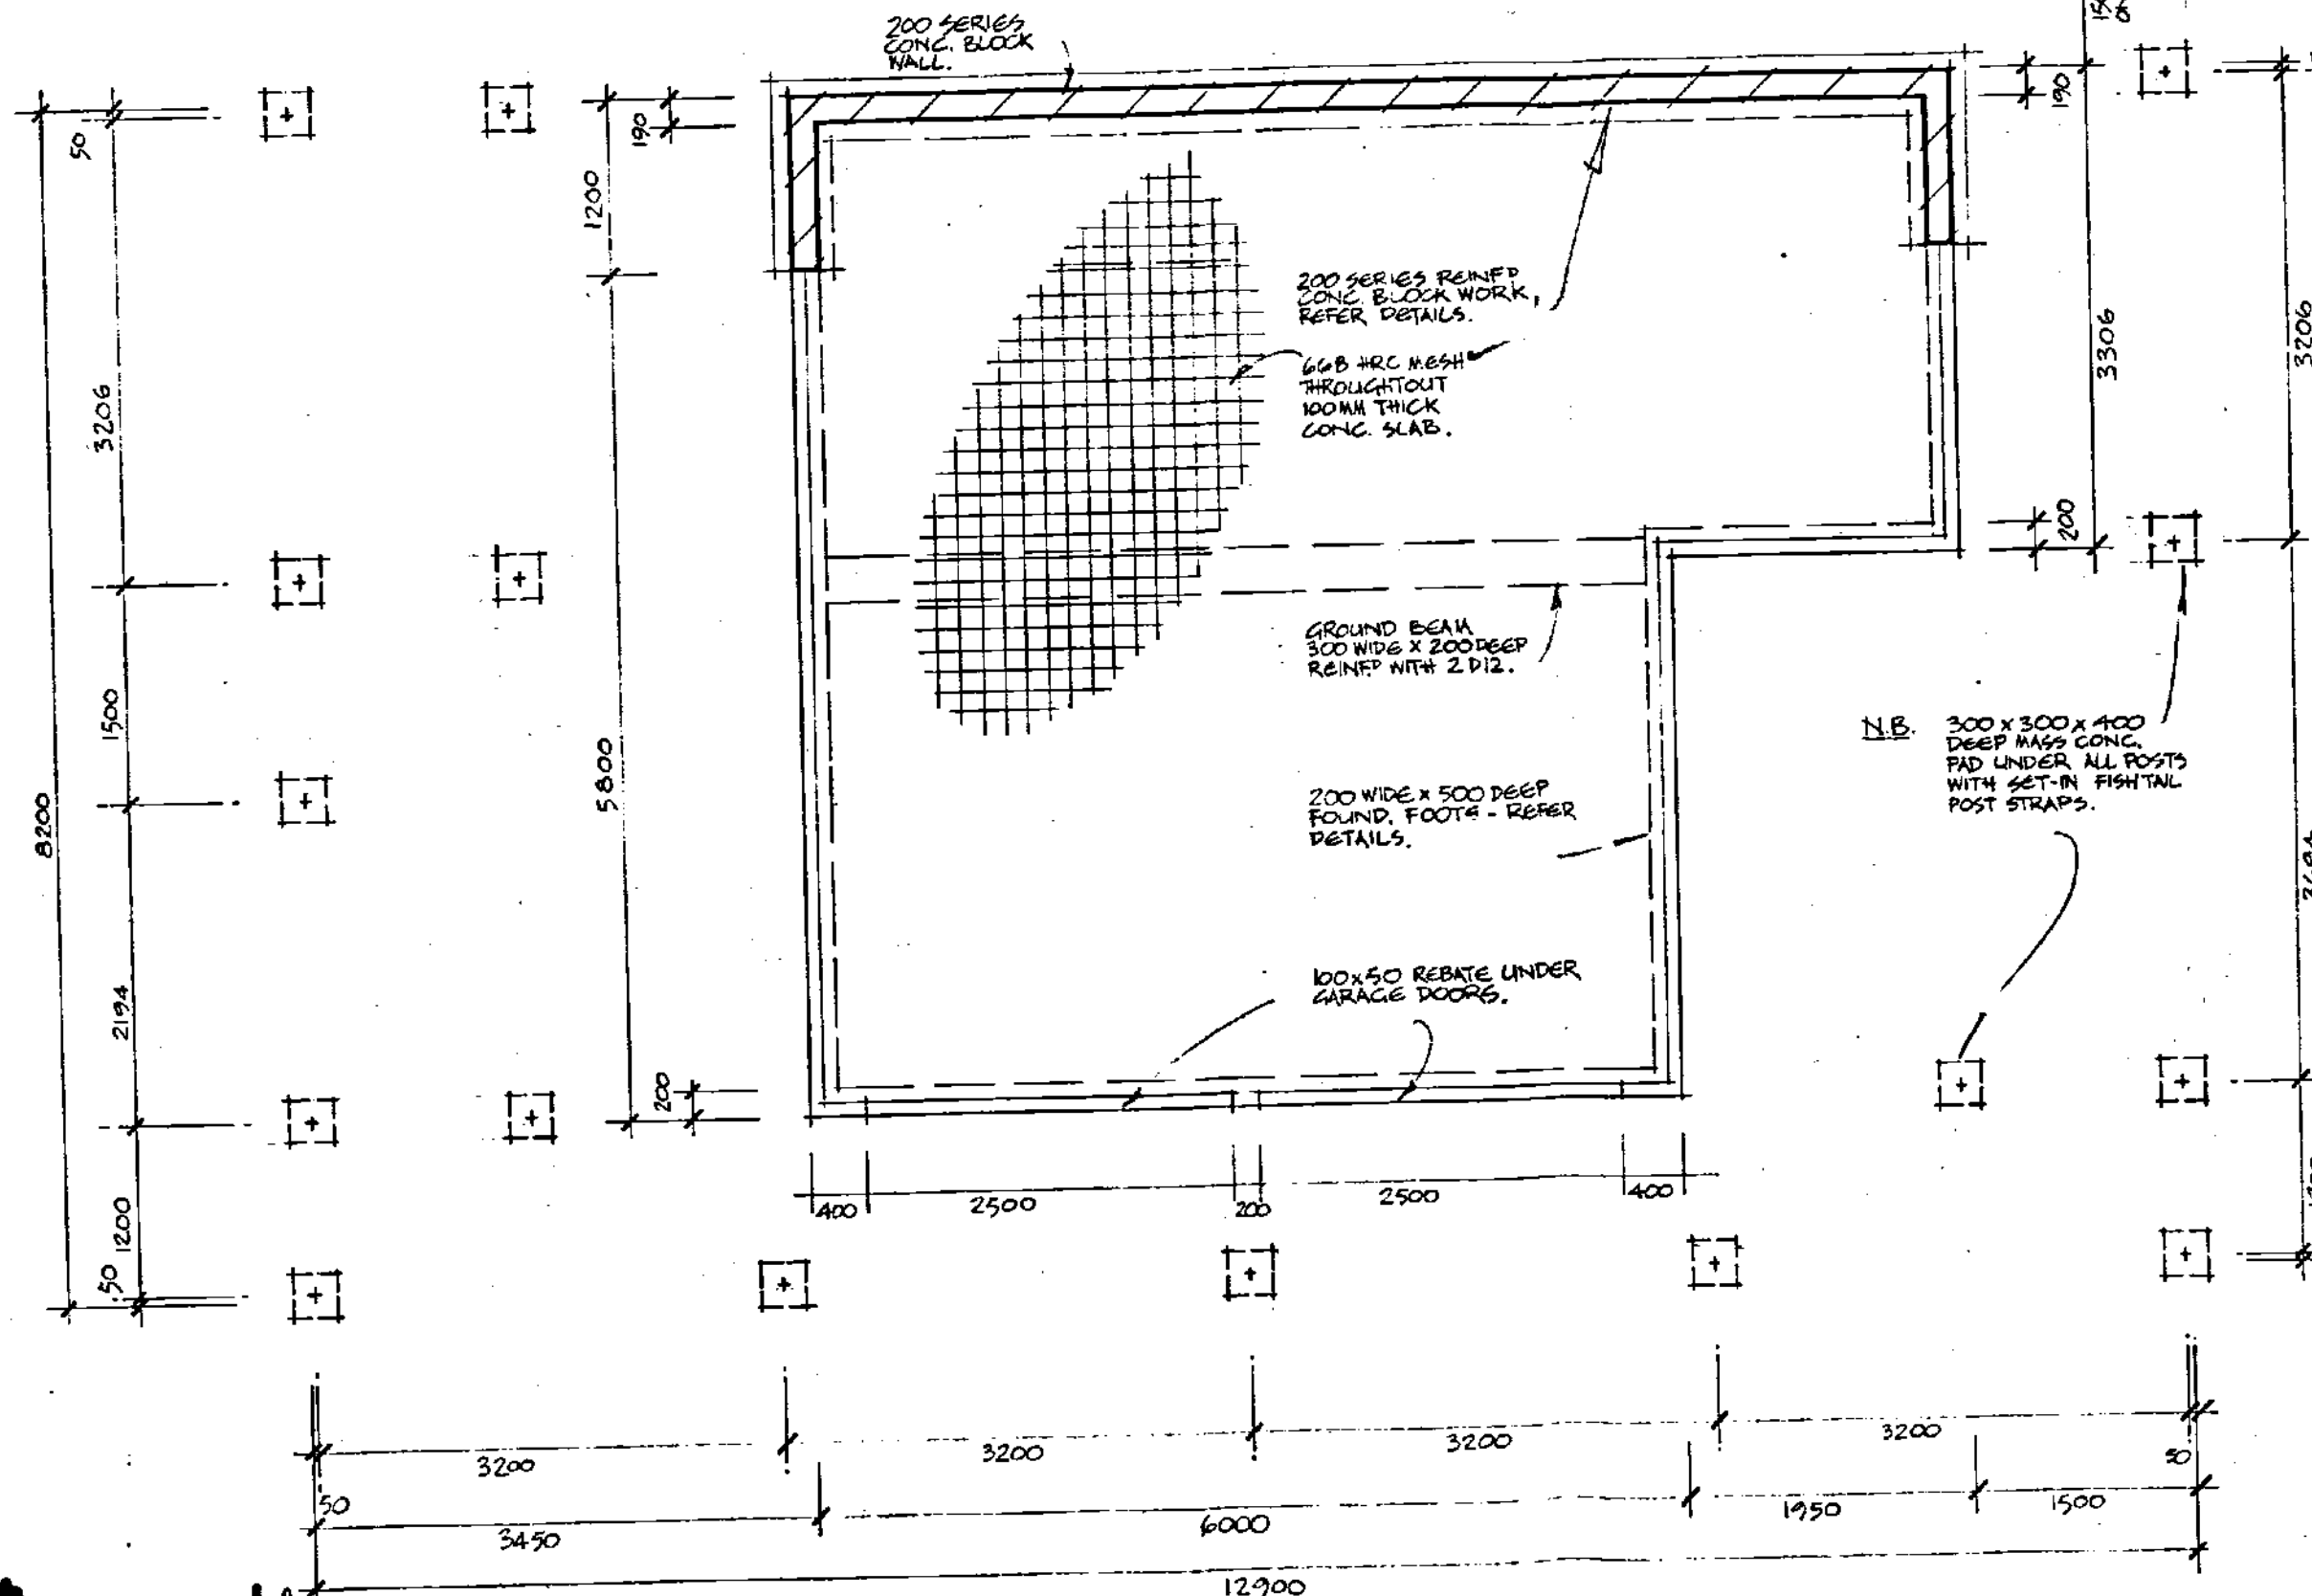 200 SERIES
CONC. BLOCK
WALL.
190
50
1200
3206
190
3306
3206
200 SERIES REINFD
CONC. BLOCK WORK,
REFER DETAILS.
668 HRC MESH
THROUGHTOUT
100MM THICK
CONC. SLAB.
200
GROUND BEAM
300 WIDE x 200 DEEP
REINFD WITH 2 D12.
1500
8200
5800
N.B. 300 x 300 x 400
DEEP MASS CONC.
PAD UNDER ALL POSTS
WITH SET-IN FISHTAIL
POST STRAPS.
200 WIDE x 500 DEEP
FOUND. FOOTG - REFER
DETAILS.
2194
100x50 REBATE UNDER
GARAGE DOORS.
200
1200
50
400 2500 200 2500 400
3200 3200 3200 3200
50 50
3450 6000 1950 1500
12900